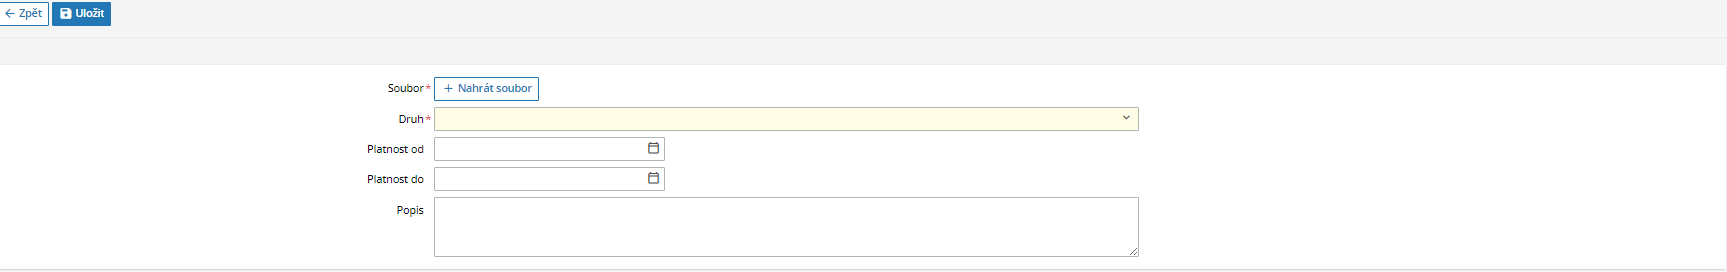 Zpět Uložit
Soubor* Nahrát soubor
Druh*
Platnost od
Platnost do
Popis